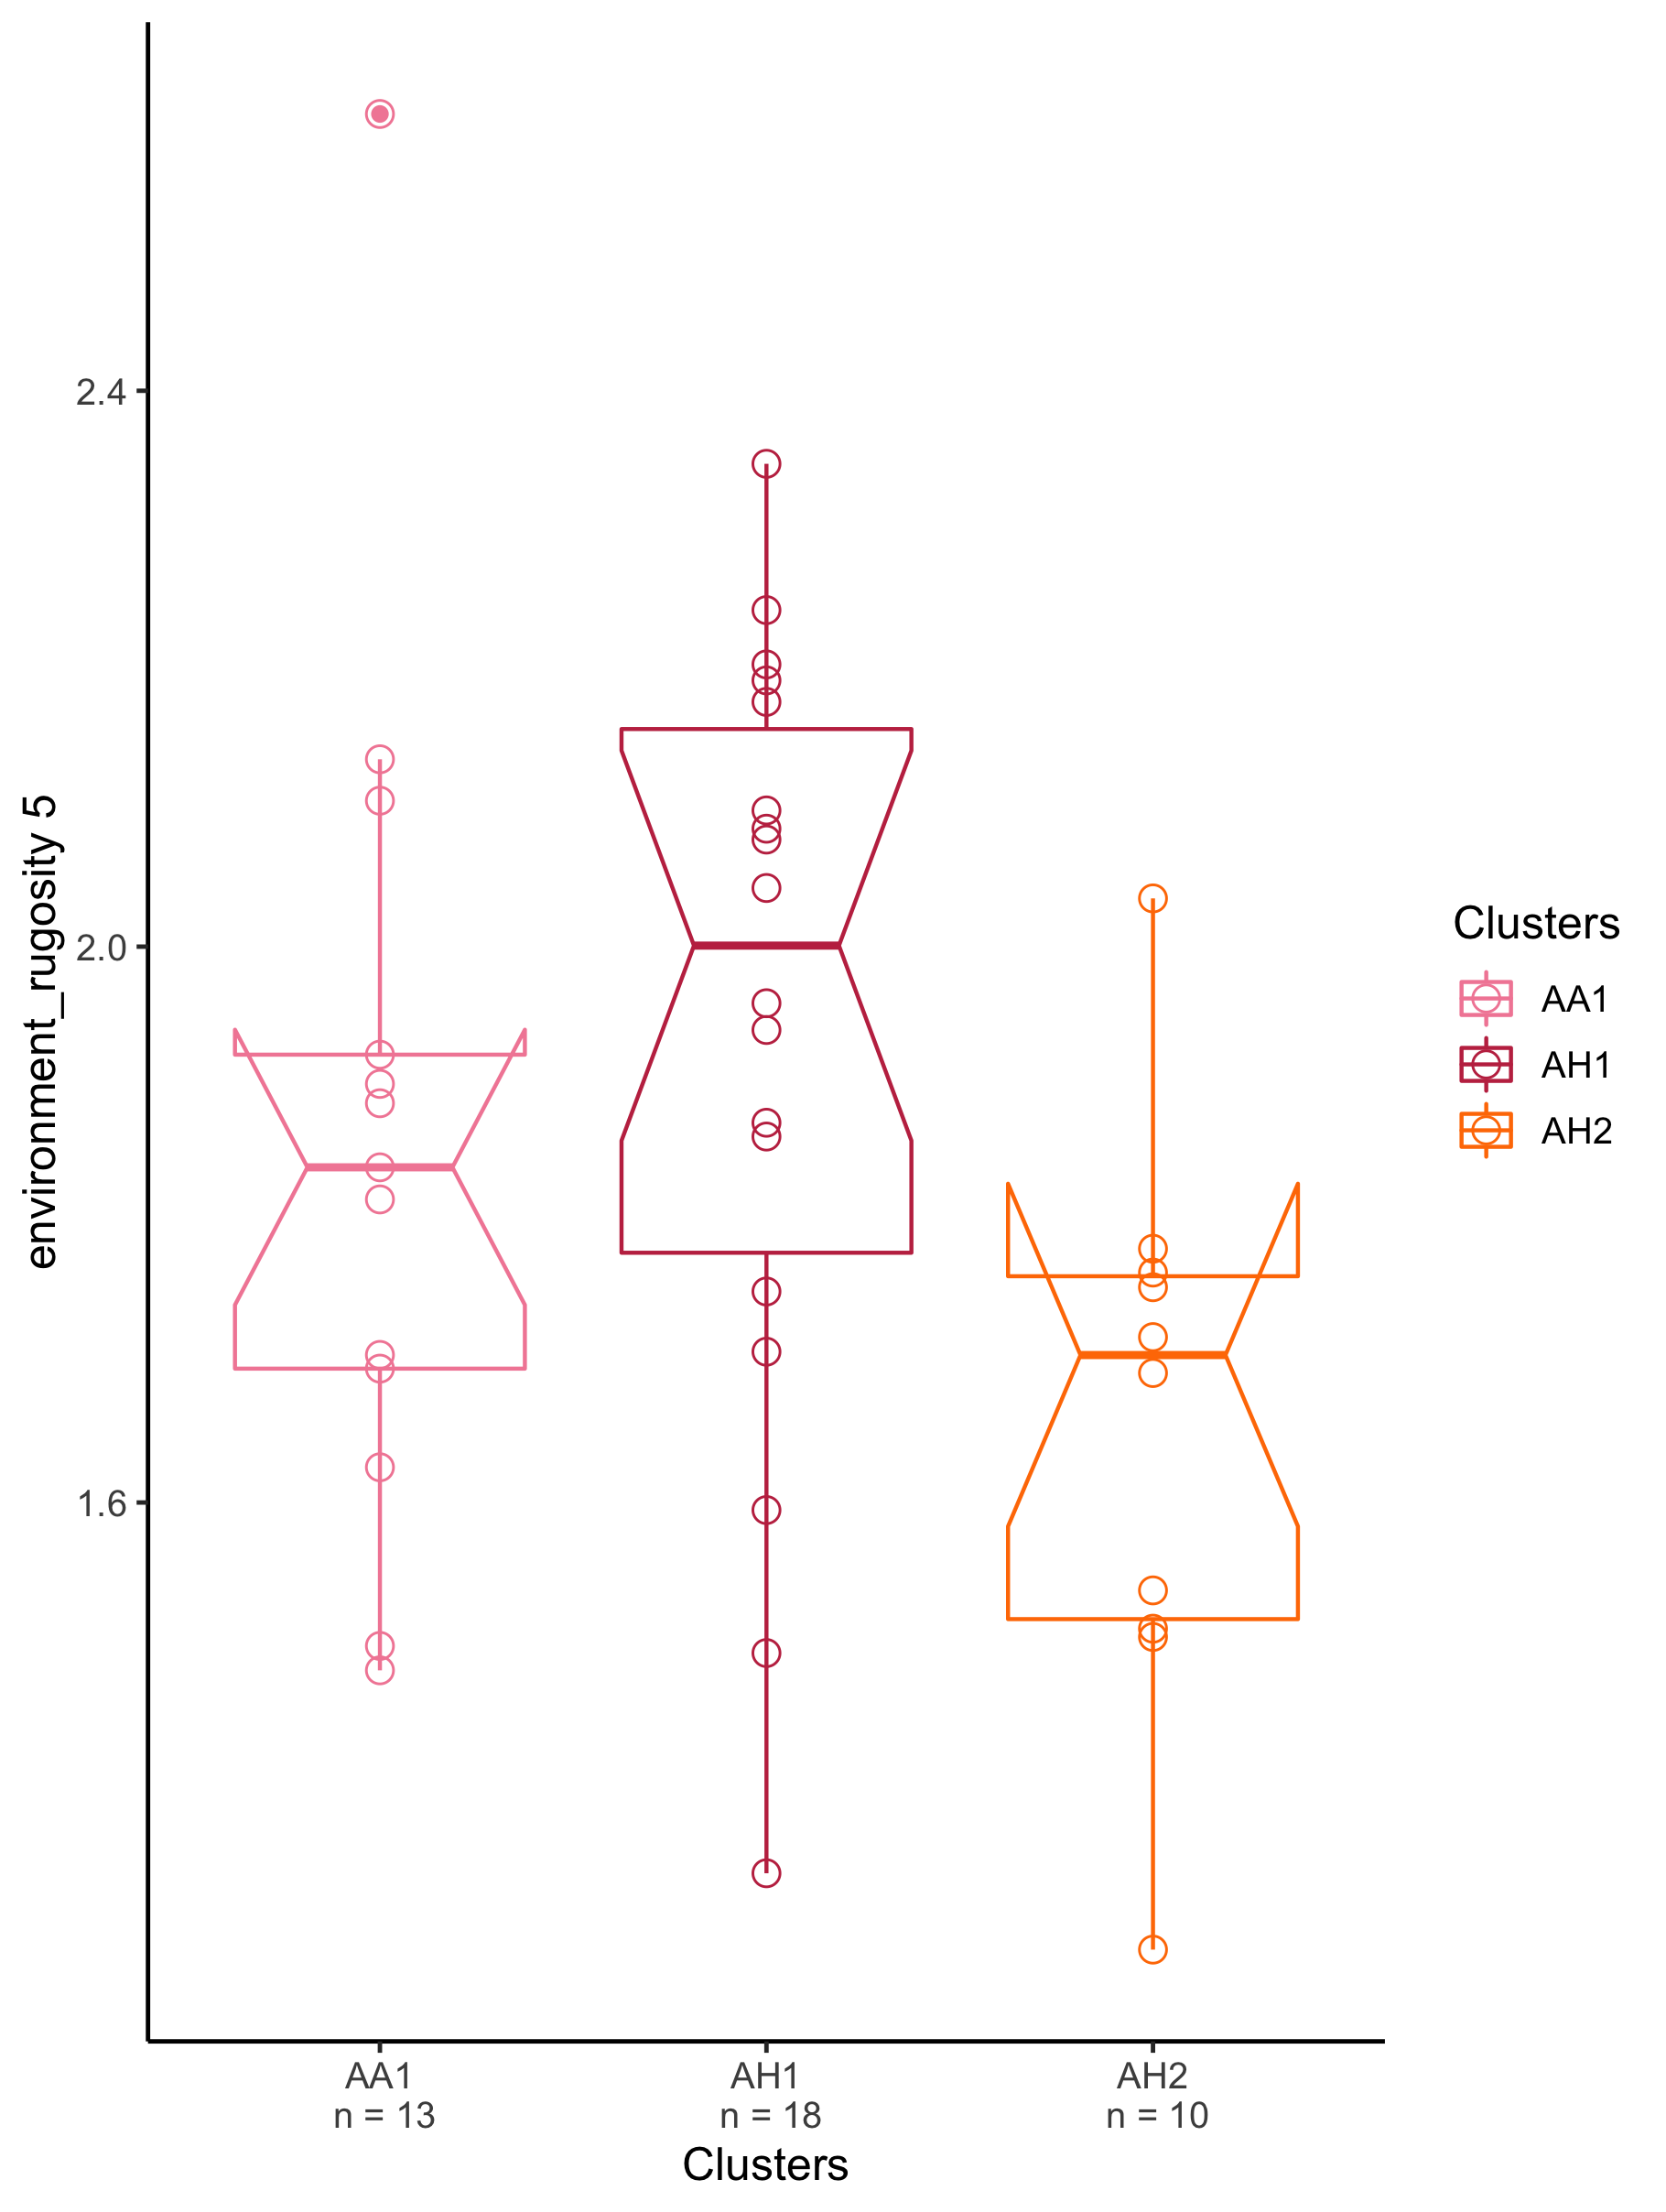 environment_rugosity 5
2.4
2.0
1.6
AA1
n = 13
AH1
n = 18
AH2
n = 10
Clusters
Clusters
AA1
AH1
AH2